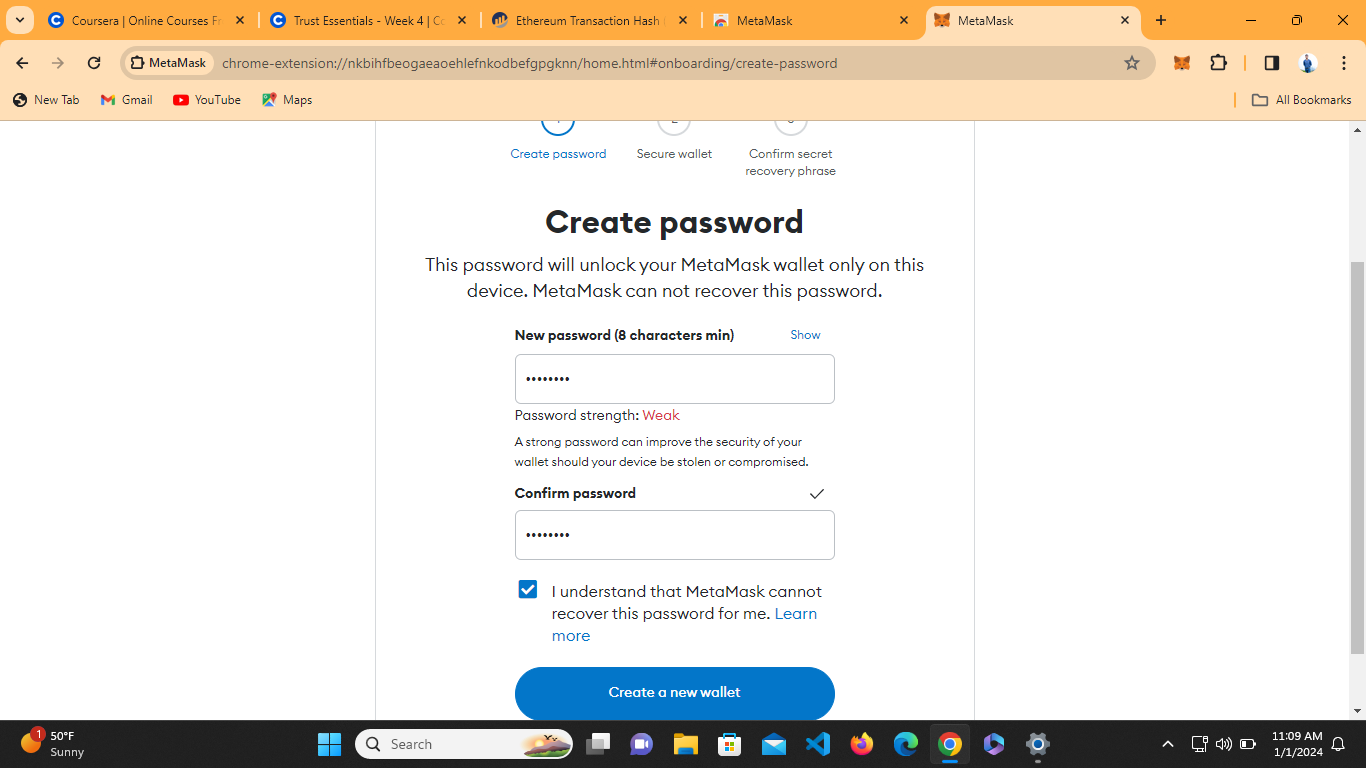 Coursera | Online Courses Fr
Trust Essentials - Week 4 | Co
Ethereum Transaction Hash (
MetaMask
MetaMask
MetaMask
chrome-extension://nkbihfbeogaeaoehlefnkodbefgpgknn/home.html#onboarding/create-password
New Tab
Gmail
YouTube
Maps
All Bookmarks
Create password
Secure wallet
Confirm secret
recovery phrase
Create password
This password will unlock your MetaMask wallet only on this
device. MetaMask can not recover this password.
New password (8 characters min)
Show
••••••••
Password strength: Weak
A strong password can improve the security of your
wallet should your device be stolen or compromised.
Confirm password
••••••••
I understand that MetaMask cannot
recover this password for me. Learn
more
Create a new wallet
1
50°F
Sunny
Search
11:09 AM
1/1/2024